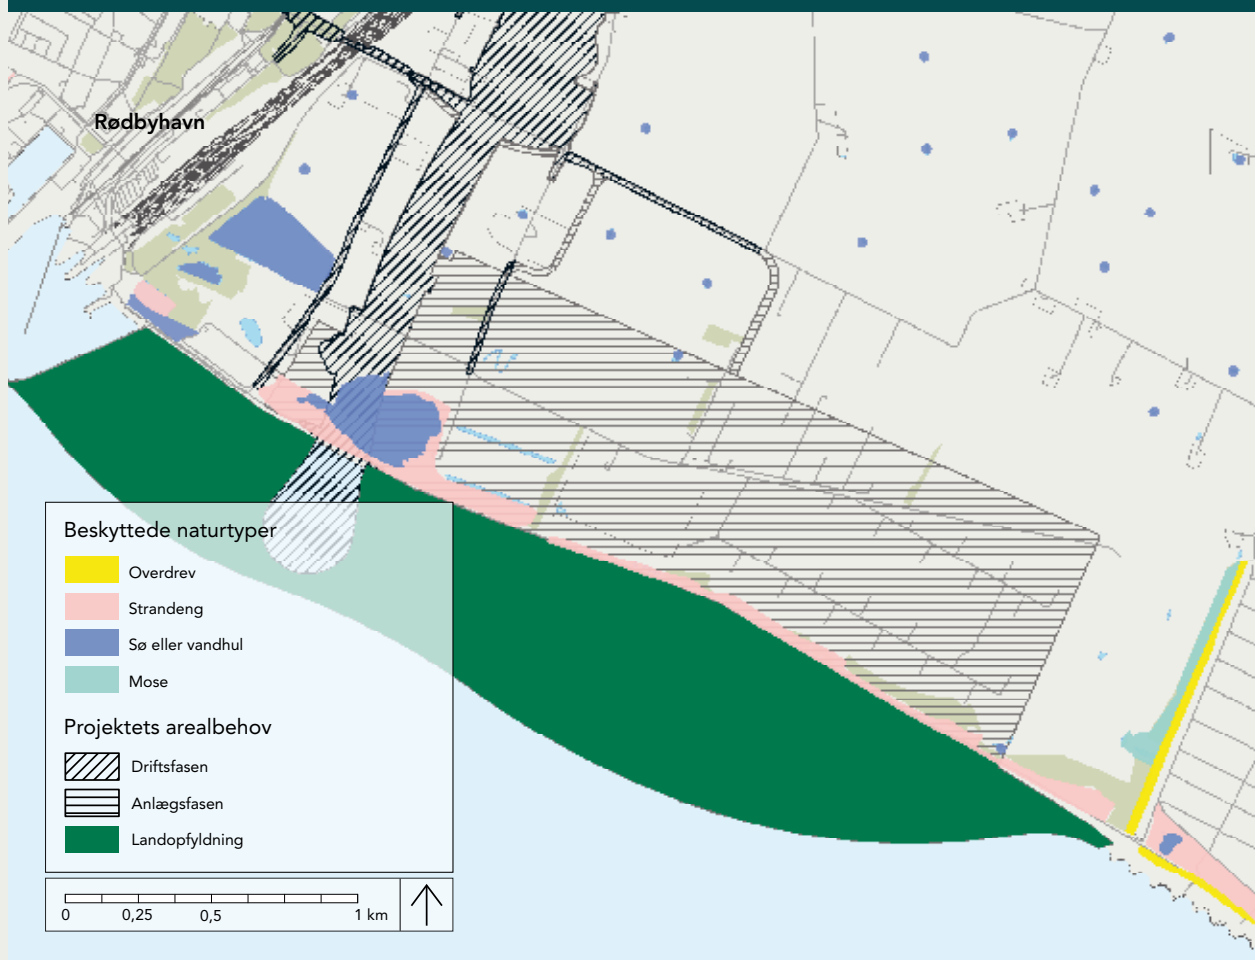 Rødbyhavn
Beskyttede naturtyper
Overdrev
Strandeng
Sø eller vandhul
Mose
Projektets arealbehov
Driftsfasen
Anlægsfasen
Landopfyldning
0 0,25 0,5 1 km